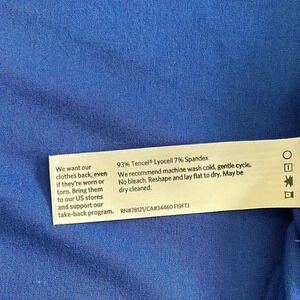 We want our
clothes back, even
if they're worn or
torn. Bring them
to our US stores
and support our
take-back program.
93% Tencel® Lyocell 7% Spandex
We recommend machine wash cold, gentle cycle.
No bleach. Reshape and lay flat to dry. May be
dry cleaned.
RN#78121/CA#34460 F19FTJ